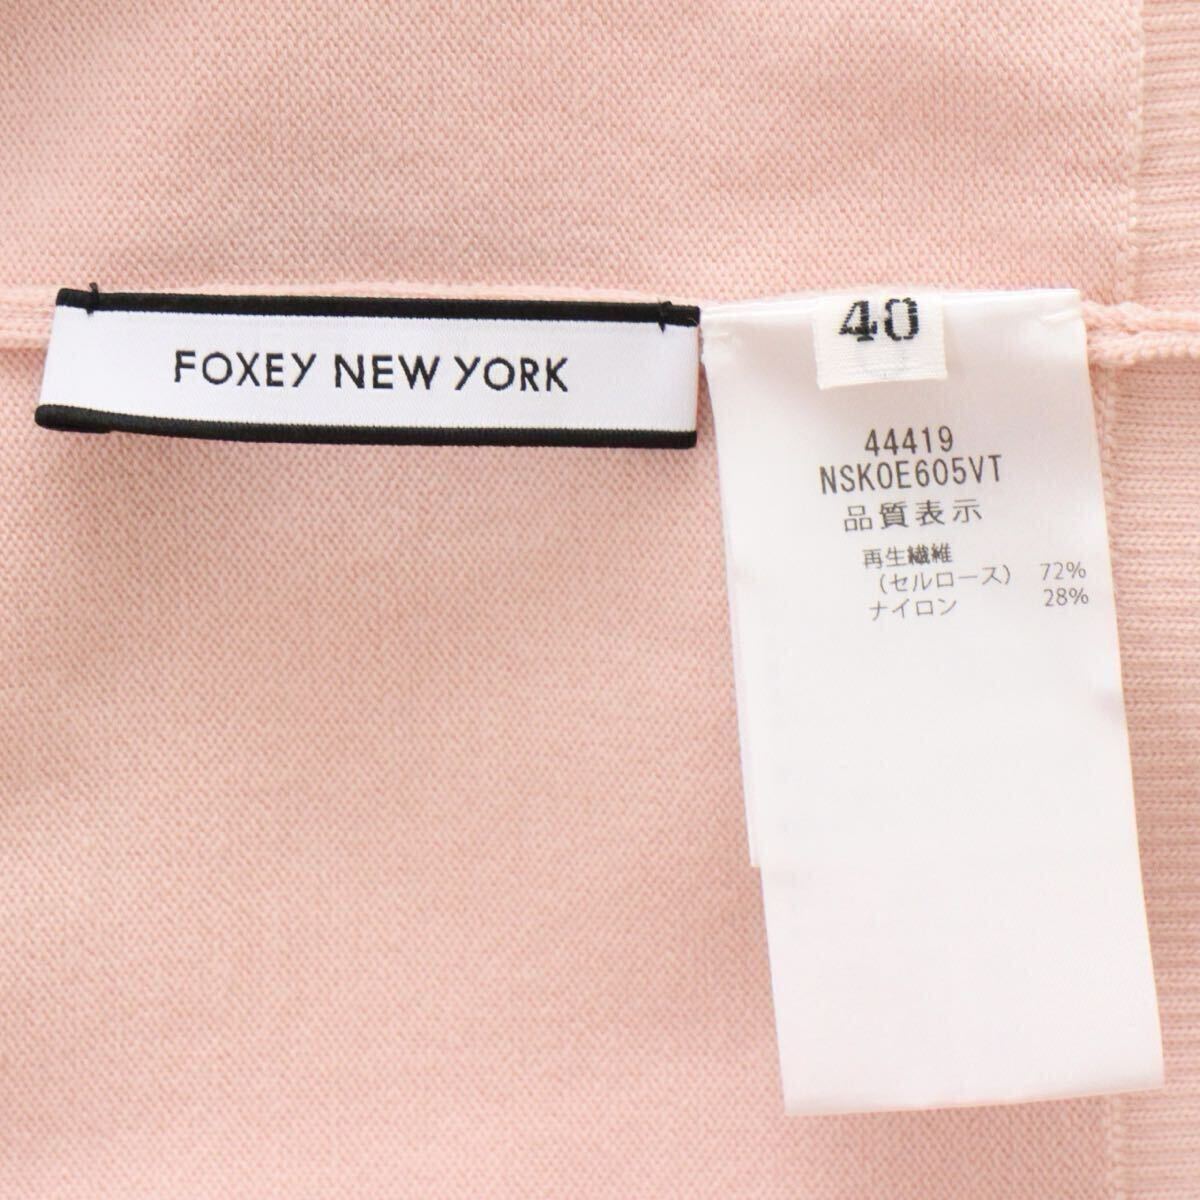 FOXEY NEW YORK
40
44419
NSKOE605VT
品質表示
再生繊維
(セルロース) 72%
ナイロン 28%